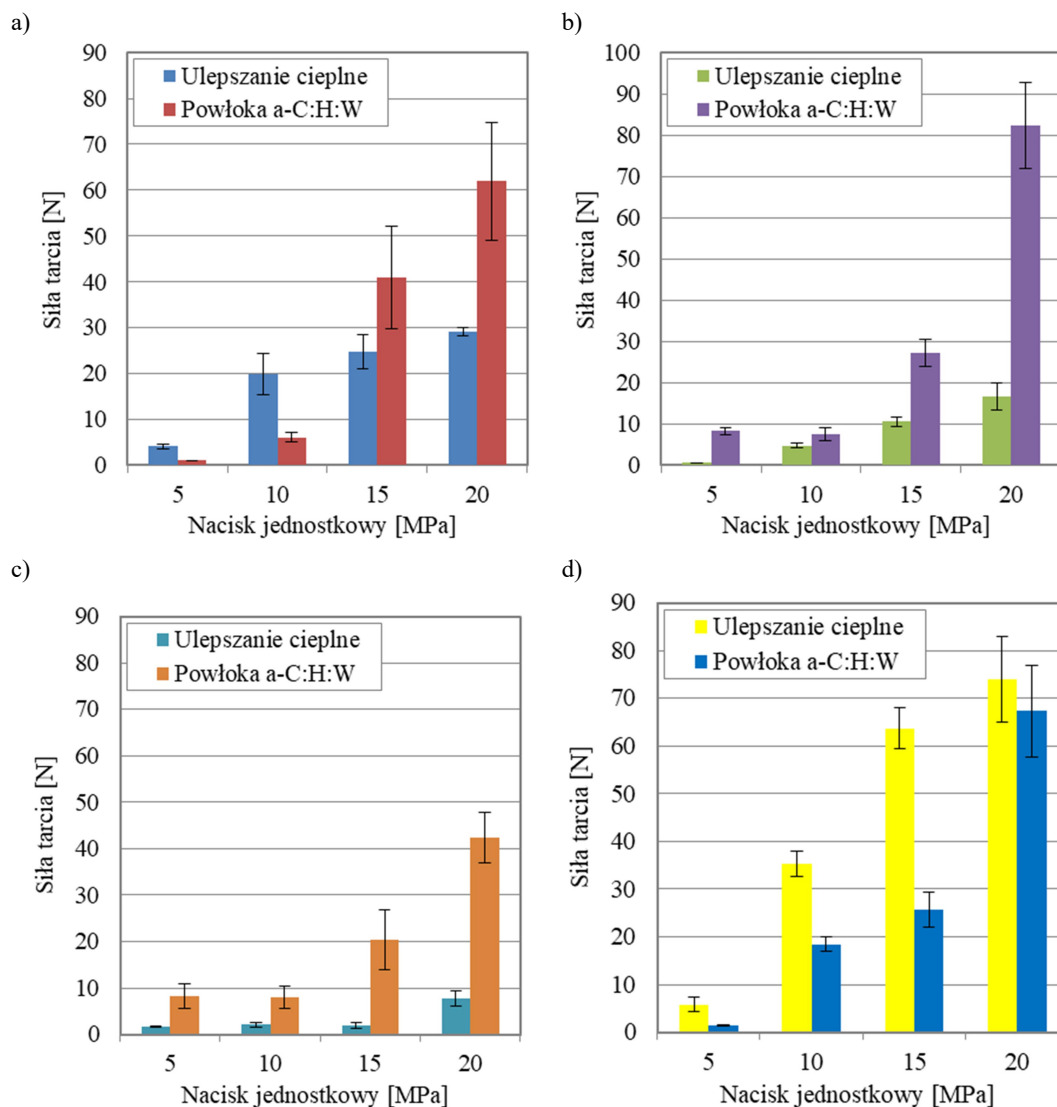 a)
90
80
70
60
50
40
30
20
10
0
Siła tarcia [N]
Ulepszanie cieplne
Powłoka a-C:H:W
5 10 15 20
Nacisk jednostkowy [MPa]
b)
100
90
80
70
60
50
40
30
20
10
0
Siła tarcia [N]
Ulepszanie cieplne
Powłoka a-C:H:W
5 10 15 20
Nacisk jednostkowy [MPa]
c)
90
80
70
60
50
40
30
20
10
0
Siła tarcia [N]
Ulepszanie cieplne
Powłoka a-C:H:W
5 10 15 20
Nacisk jednostkowy [MPa]
d)
90
80
70
60
50
40
30
20
10
0
Siła tarcia [N]
Ulepszanie cieplne
Powłoka a-C:H:W
5 10 15 20
Nacisk jednostkowy [MPa]